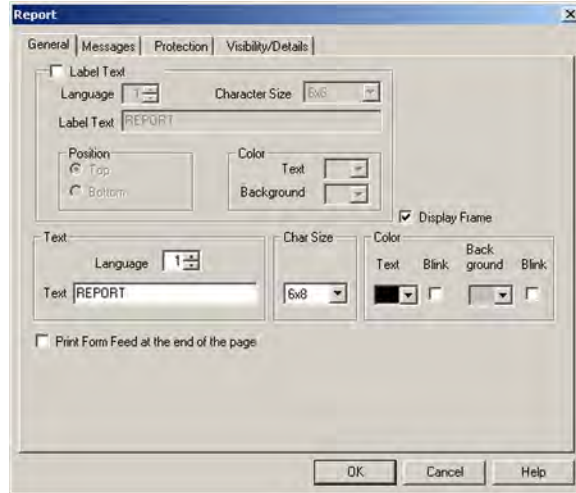 Report
General Messages Protection Visibility/Details
Label Text
Language 1 Character Size 6x6
Label Text REPORT
Position
Top
Bottom
Color
Text
Background
Display Frame
Text
Language 1
Text REPORT
Char Size
6x8
Color
Text Blink Back ground Blink
Print Form Feed at the end of the page
OK Cancel Help